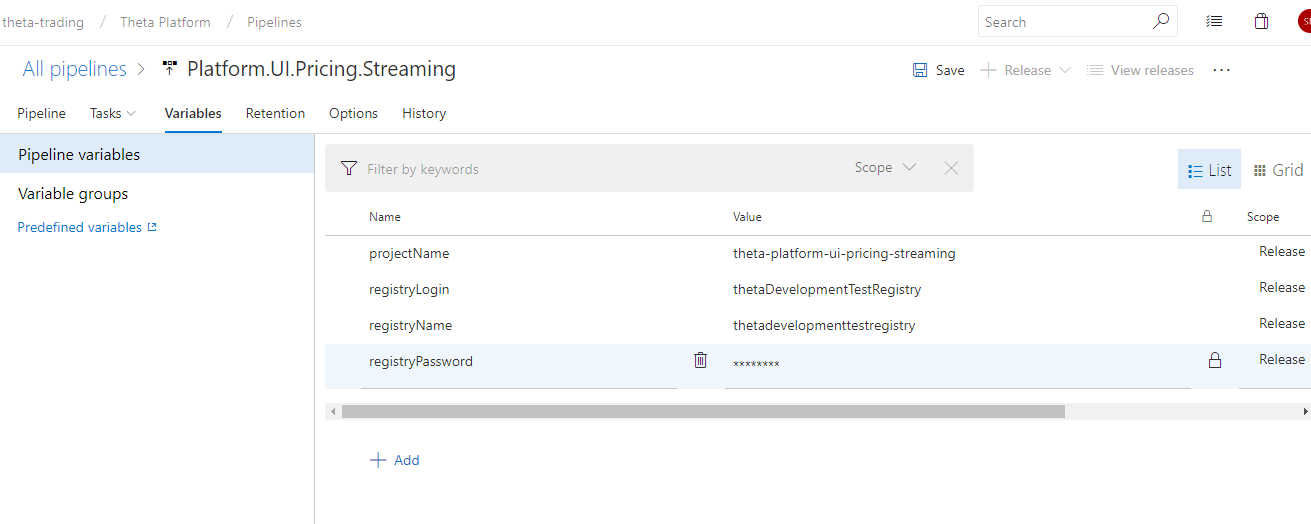 theta-trading / Theta Platform / Pipelines Search
All pipelines > Platform.UI.Pricing.Streaming Save + Release View releases ...
Pipeline Tasks Variables Retention Options History
Pipeline variables
Variable groups
Predefined variables
Filter by keywords Scope List Grid
Name Value Scope
projectName theta-platform-ui-pricing-streaming Release
registryLogin thetaDevelopmentTestRegistry Release
registryName thetadevelopmenttestregistry Release
registryPassword ******** Release
+ Add